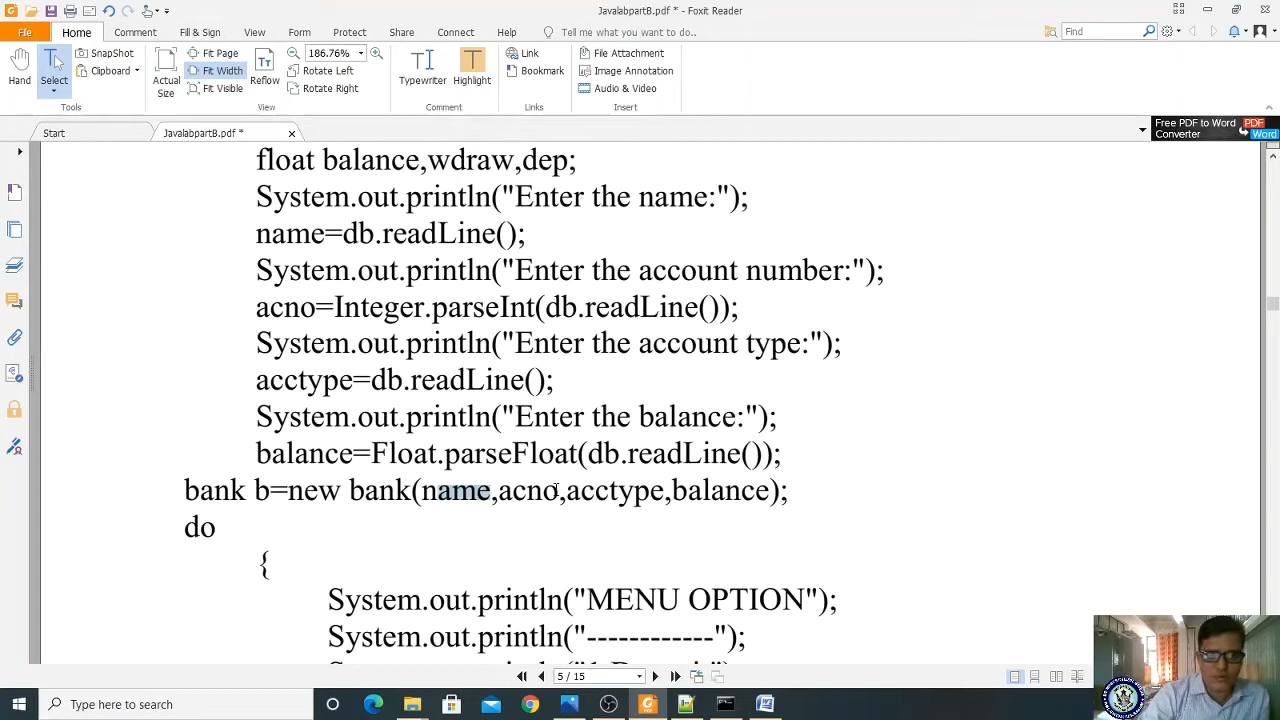 Javalabpart B.pdf * - Foxit Reader
File Home Comment Fill & Sign View Form Protect Share Connect Help Tell me what you want to do.. Find
Hand Select SnapShot Clipboard Actual Size Fit Page Fit Width Fit Visible Reflow 186.76% Rotate Left Rotate Right Typewriter Highlight Link Bookmark File Attachment Image Annotation Audio & Video
Tools View Comment Links Insert
Start JavalabpartB.pdf * Free PDF to Word Converter PDF Word
float balance,wdraw,dep;
System.out.println("Enter the name:");
name=db.readLine();
System.out.println("Enter the account number:");
acno=Integer.parseInt(db.readLine());
System.out.println("Enter the account type:");
acctype=db.readLine();
System.out.println("Enter the balance:");
balance=Float.parseFloat(db.readLine());
bank b=new bank(name,acno,acctype,balance);
do
{
System.out.println("MENU OPTION");
System.out.println("------------");
5 / 15
Type here to search